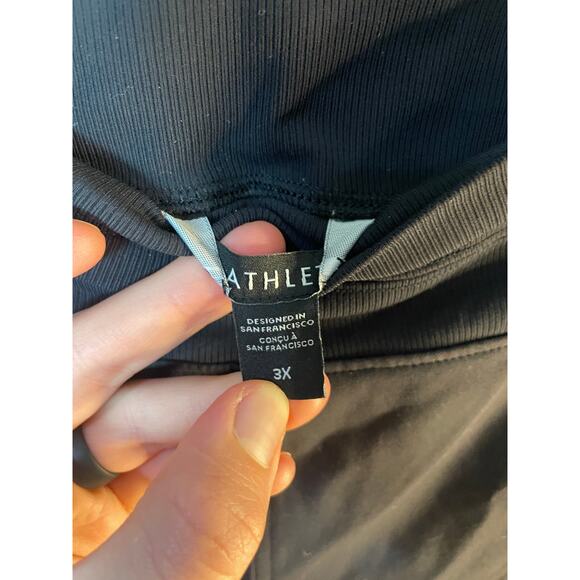 ATHLET
DESIGNED IN
SAN FRANCISCO
CONÇU À
SAN FRANCISCO
3X